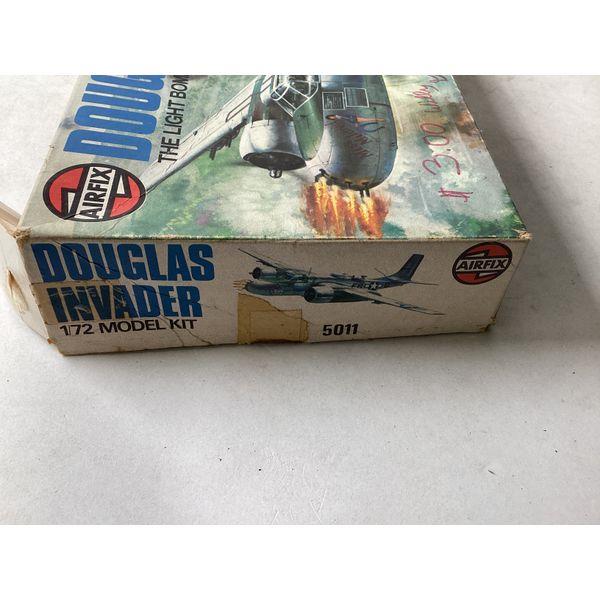 DOUG
THE LIGHT BOM
$ 3.00
AIRFIX
DOUGLAS
INVADER
1/72 MODEL KIT
5011
AIRFIX